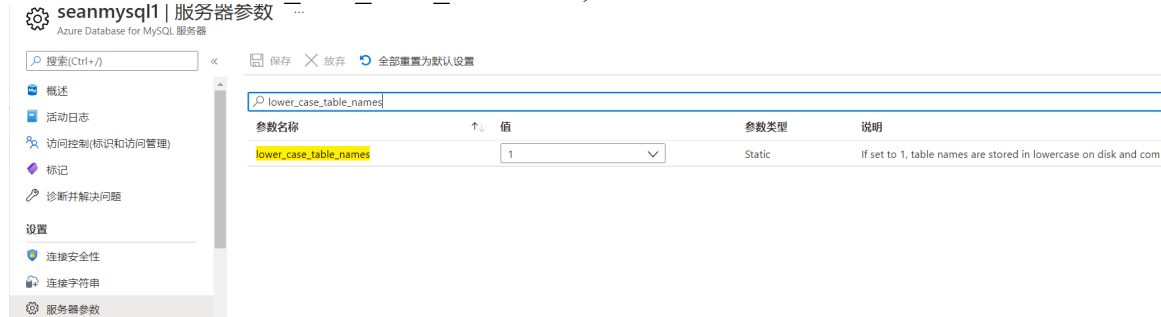 seanmysql1 | 服务器参数 ...
Azure Database for MySQL 服务器
搜索(Ctrl+/)
«
保存 放弃 全部重置为默认设置
概述
活动日志
访问控制(标识和访问管理)
标记
诊断并解决问题
设置
连接安全性
连接字符串
服务器参数
lower_case_table_names
参数名称 ↑↓ 值 参数类型 说明
lower_case_table_names 1 Static If set to 1, table names are stored in lowercase on disk and com